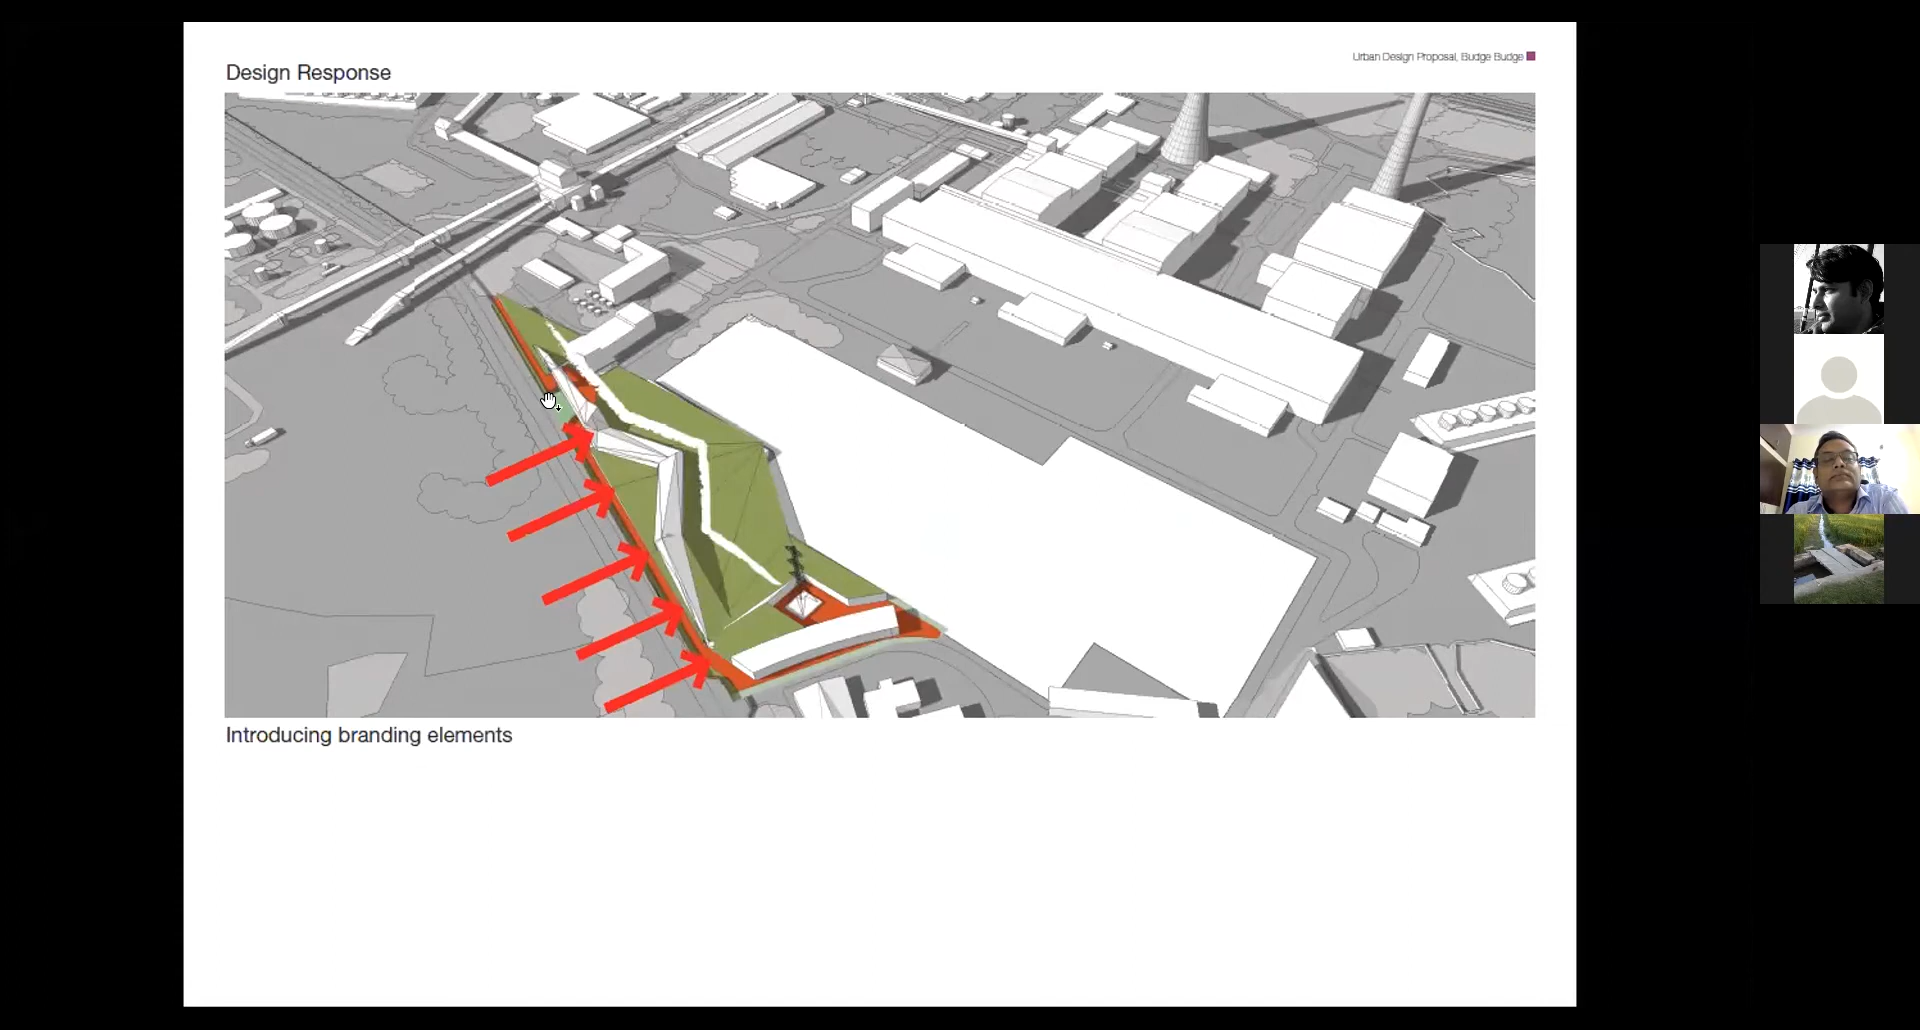 Urban Design Proposal, Budge Budge
Design Response
Introducing branding elements